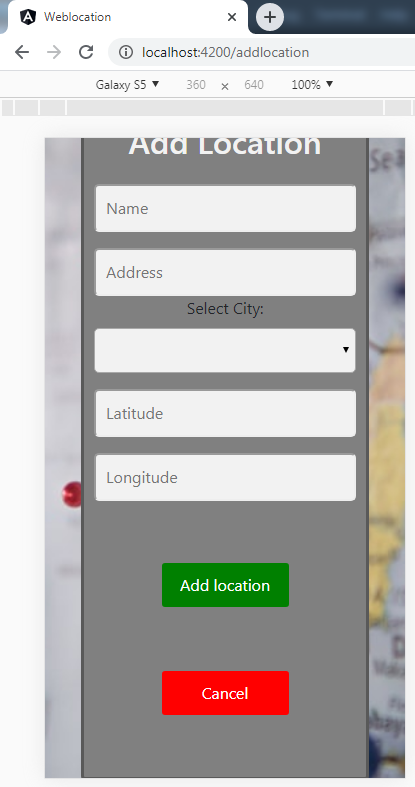 Weblocation
localhost:4200/addlocation
Galaxy S5 ▼ 360 × 640 100% ▼
Add Location
Name
Address
Select City:
Latitude
Longitude
Add location
Cancel